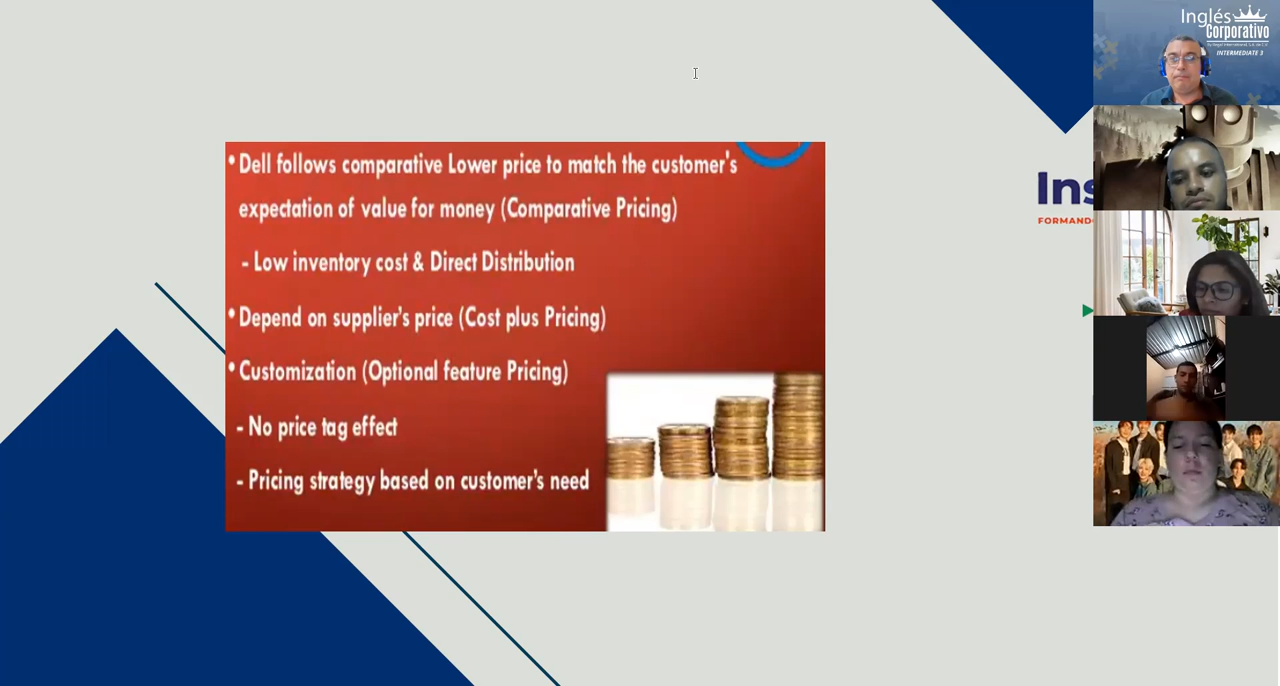 • Dell follows comparative Lower price to match the customer's
expectation of value for money (Comparative Pricing)
- Low inventory cost & Direct Distribution
• Depend on supplier's price (Cost plus Pricing)
• Customization (Optional feature Pricing)
- No price tag effect
- Pricing strategy based on customer's need
Inglés
Corporativo
INTERMEDIATE 3